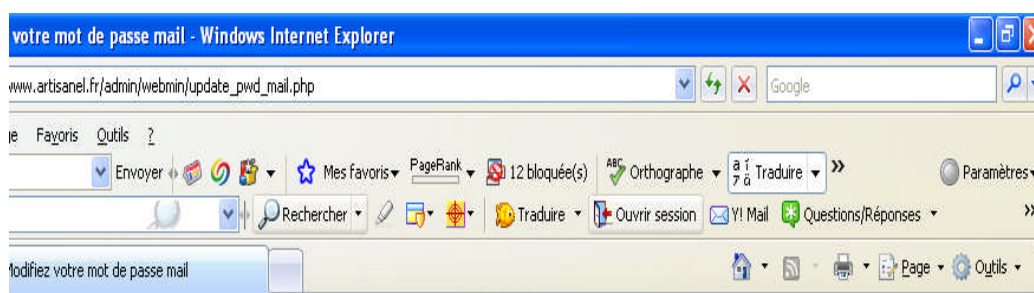 votre mot de passe mail - Windows Internet Explorer
www.artisanel.fr/admin/webmin/update_pwd_mail.php Google
Favoris Outils ?
Envoyer Mes favoris PageRank 12 bloquée(s) ABC Orthographe Traduire » Paramètres
Rechercher Traduire Ouvrir session Y! Mail Questions/Réponses »
Modifiez votre mot de passe mail Page Outils